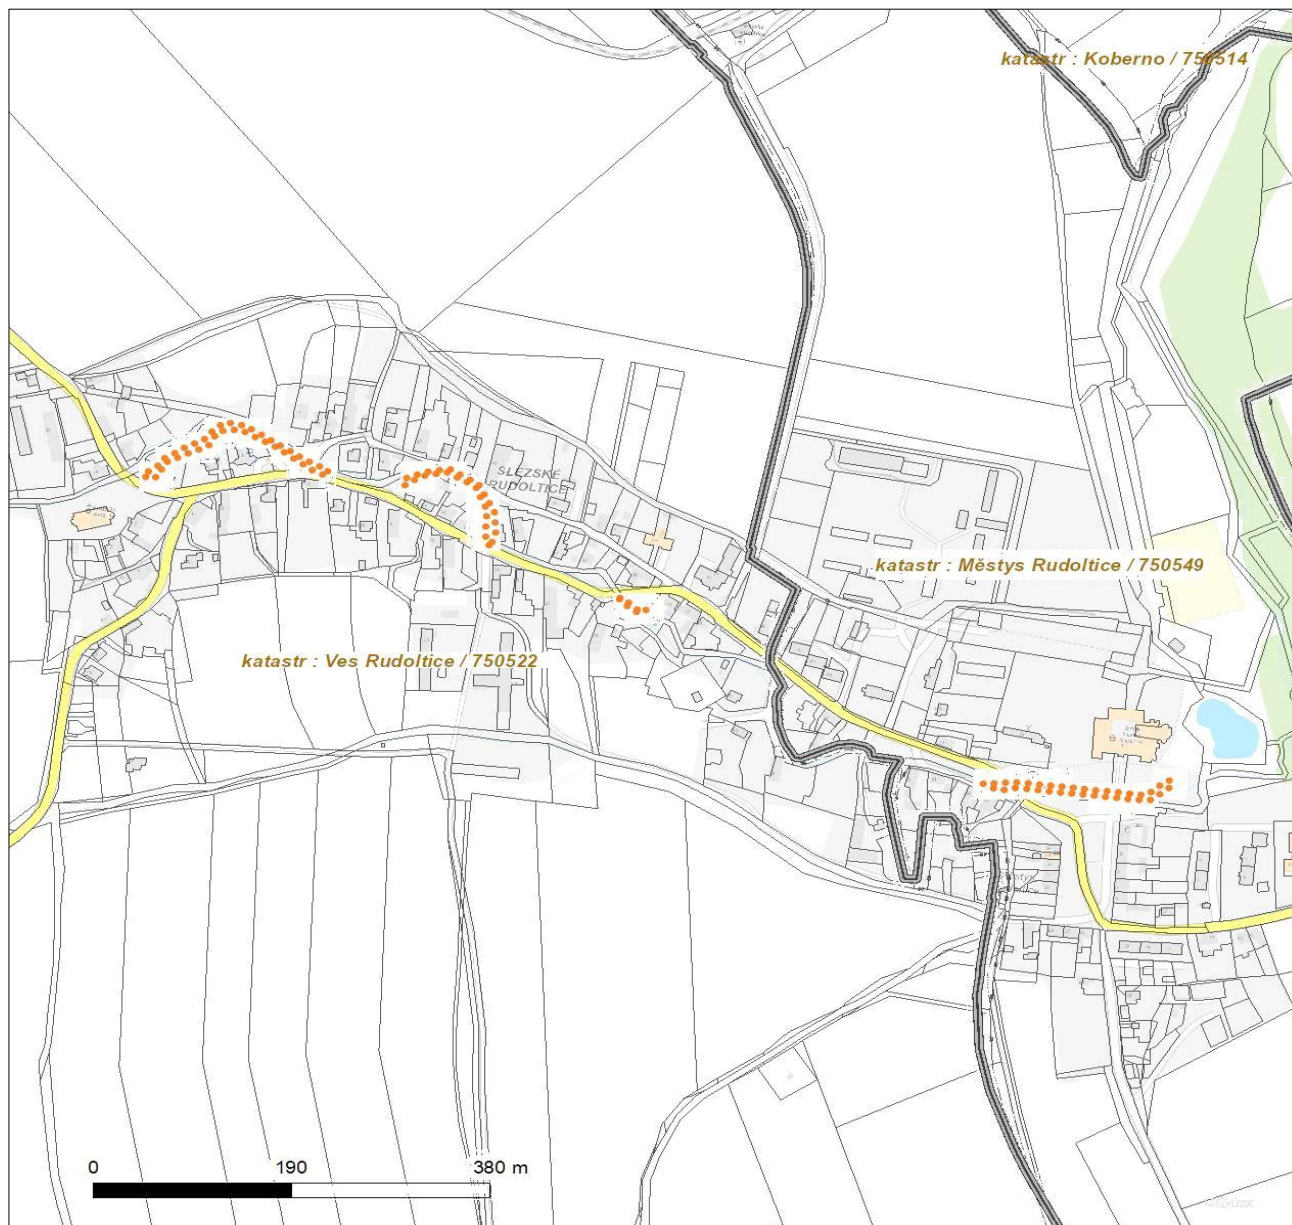 katastr : Koberno / 750514
SLEZSKÉ
RUDOLTICE
katastr : Městys Rudoltice / 750549
katastr : Ves Rudoltice / 750522
0 190 380 m